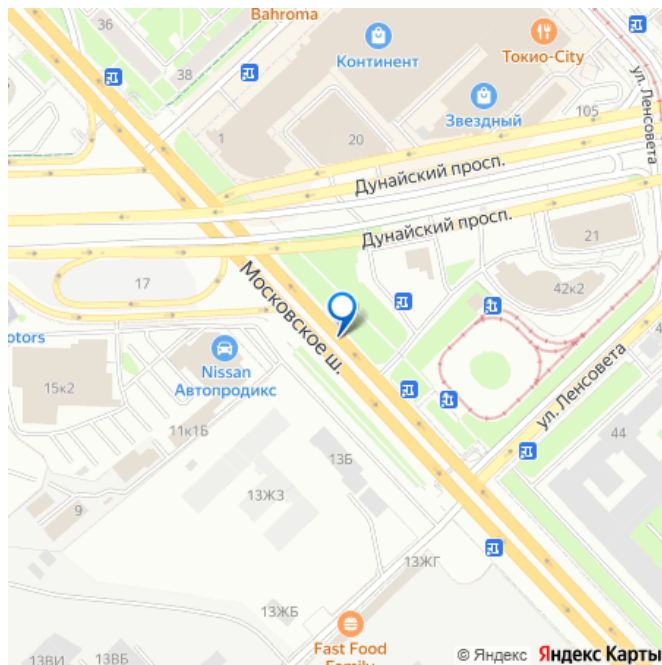 Bahroma
36
Континент
Токио-City
ул. Ленсовета
38
Звездный
105
1
20
Дунайский просп.
Дунайский просп.
21
17
42к2
Московское ш.
otors
Nissan
Автопродикс
15к2
ул. Ленсовета
11к1Б
13Б
44
13Ж3
9
13ЖГ
13ЖБ
Fast Food
Family
13ВИ
13ВБ
© Яндекс Яндекс Карты